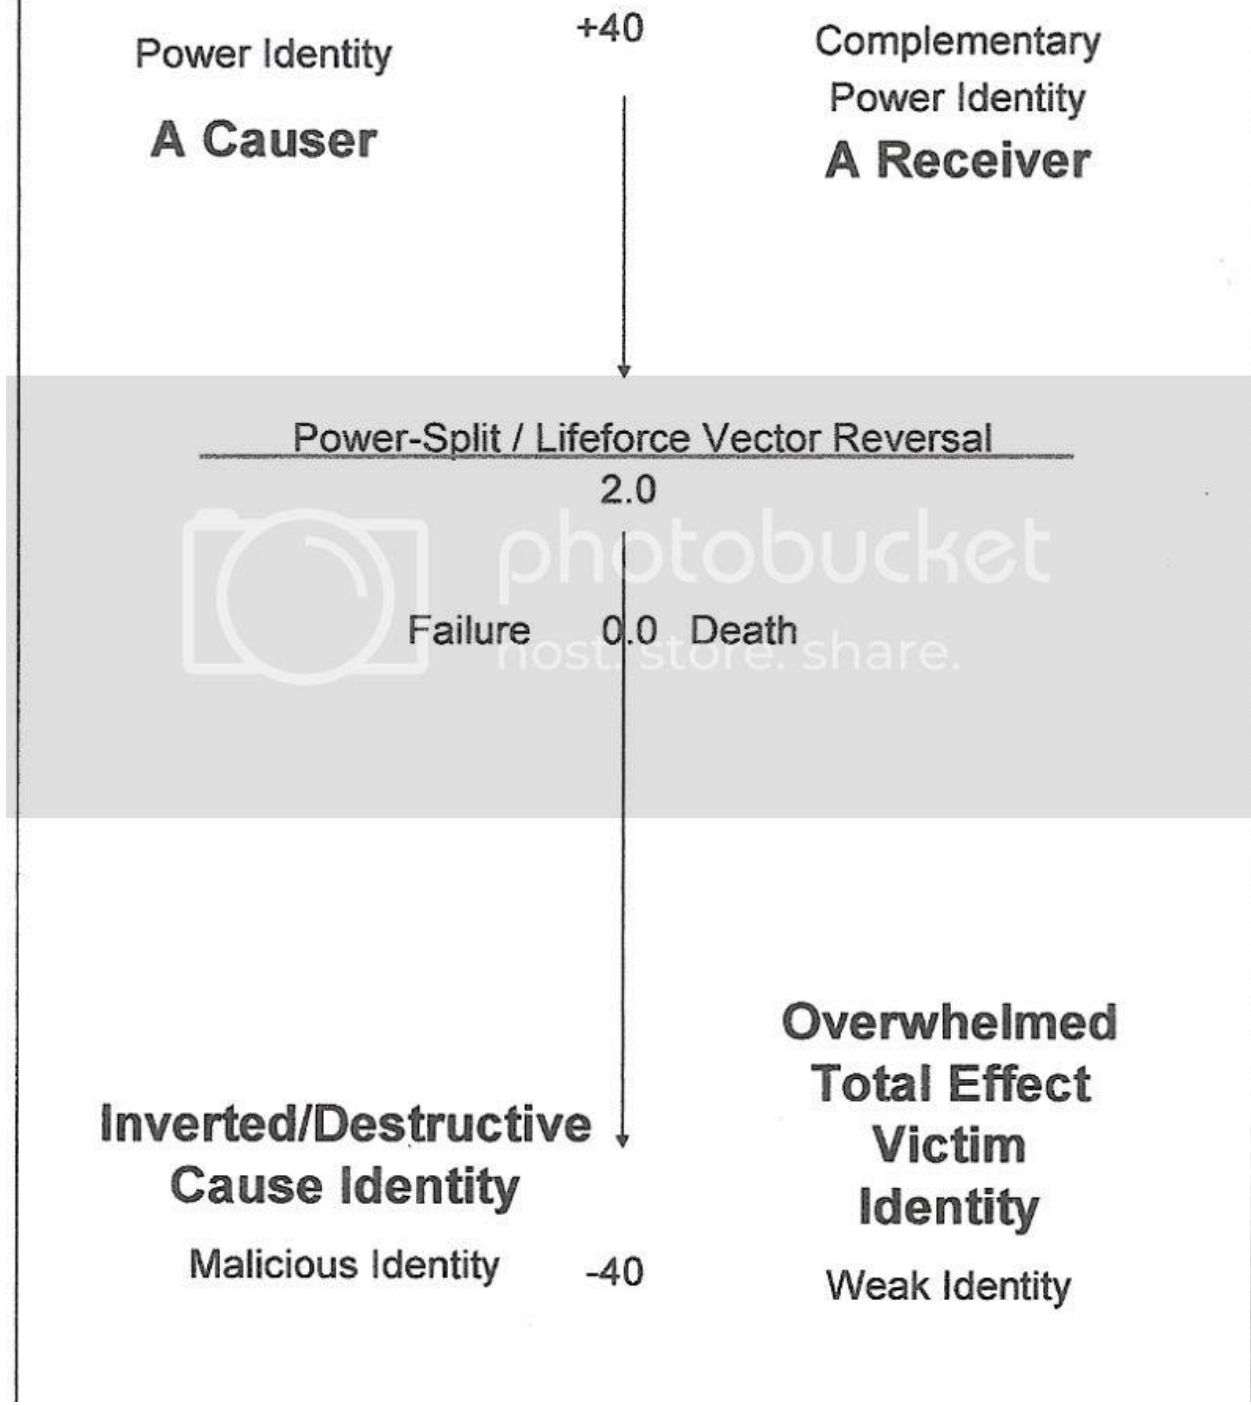 Power Identity
A Causer
+40
Complementary
Power Identity
A Receiver
Power-Split / Lifeforce Vector Reversal
2.0
photobucket
host. store. share.
Failure 0.0 Death
Inverted/Destructive
Cause Identity
Malicious Identity
-40
Overwhelmed
Total Effect
Victim
Identity
Weak Identity